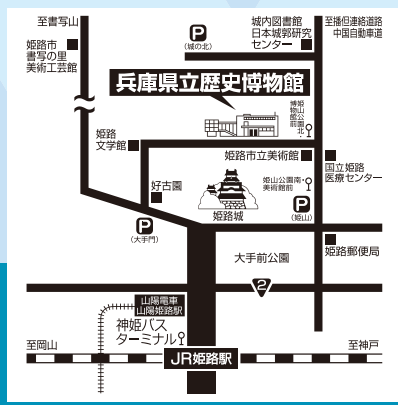 至書写山
姫路市
書写の里
美術工芸館
P
(城の北)
城内図書館
日本城郭研究
センター
至播但連絡道路
中国自動車道
兵庫県立歴史博物館
姫山公園北・
博物館前
姫路
文学館
姫路市立美術館
国立姫路
医療センター
好古園
姫山公園南・
美術館前
姫路城
P
(姫山)
P
(大手門)
大手前公園
姫路郵便局
2
山陽電車
山陽姫路駅
神姫バス
ターミナル
至岡山
JR姫路駅
至神戸